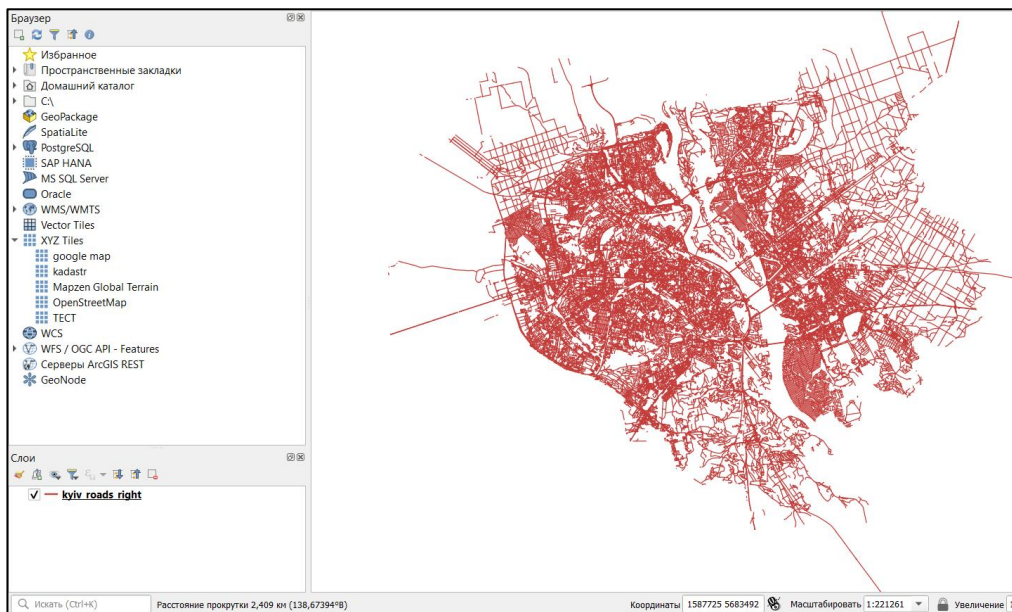 Браузер
Избранное
Пространственные закладки
Домашний каталог
C:\
GeoPackage
SpatiaLite
PostgreSQL
SAP HANA
MS SQL Server
Oracle
WMS/WMTS
Vector Tiles
XYZ Tiles
google map
kadastr
Mapzen Global Terrain
OpenStreetMap
ТЕСТ
WCS
WFS / OGC API - Features
Серверы ArcGIS REST
GeoNode
Слои
kyiv_roads_right
Искать (Ctrl+K) Расстояние прокрутки 2,409 км (138,67394°В) Координаты 1587725 5683492 Масштабировать 1:221261 Увеличение